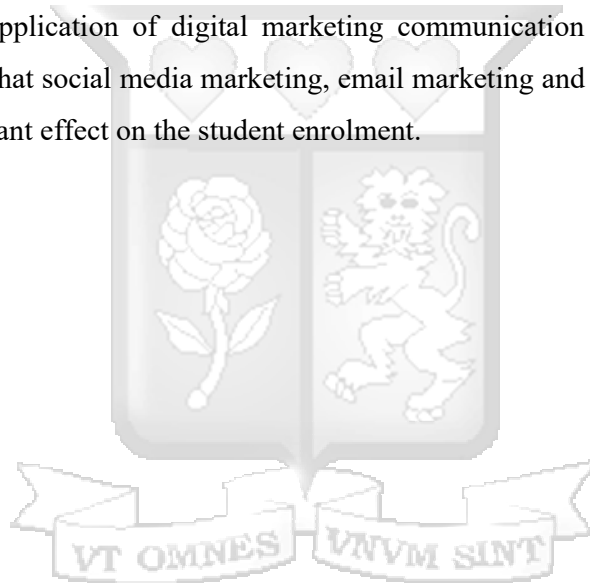 pplication of digital marketing communication
hat social media marketing, email marketing and
ant effect on the student enrolment.
VT OMNES VNVM SINT